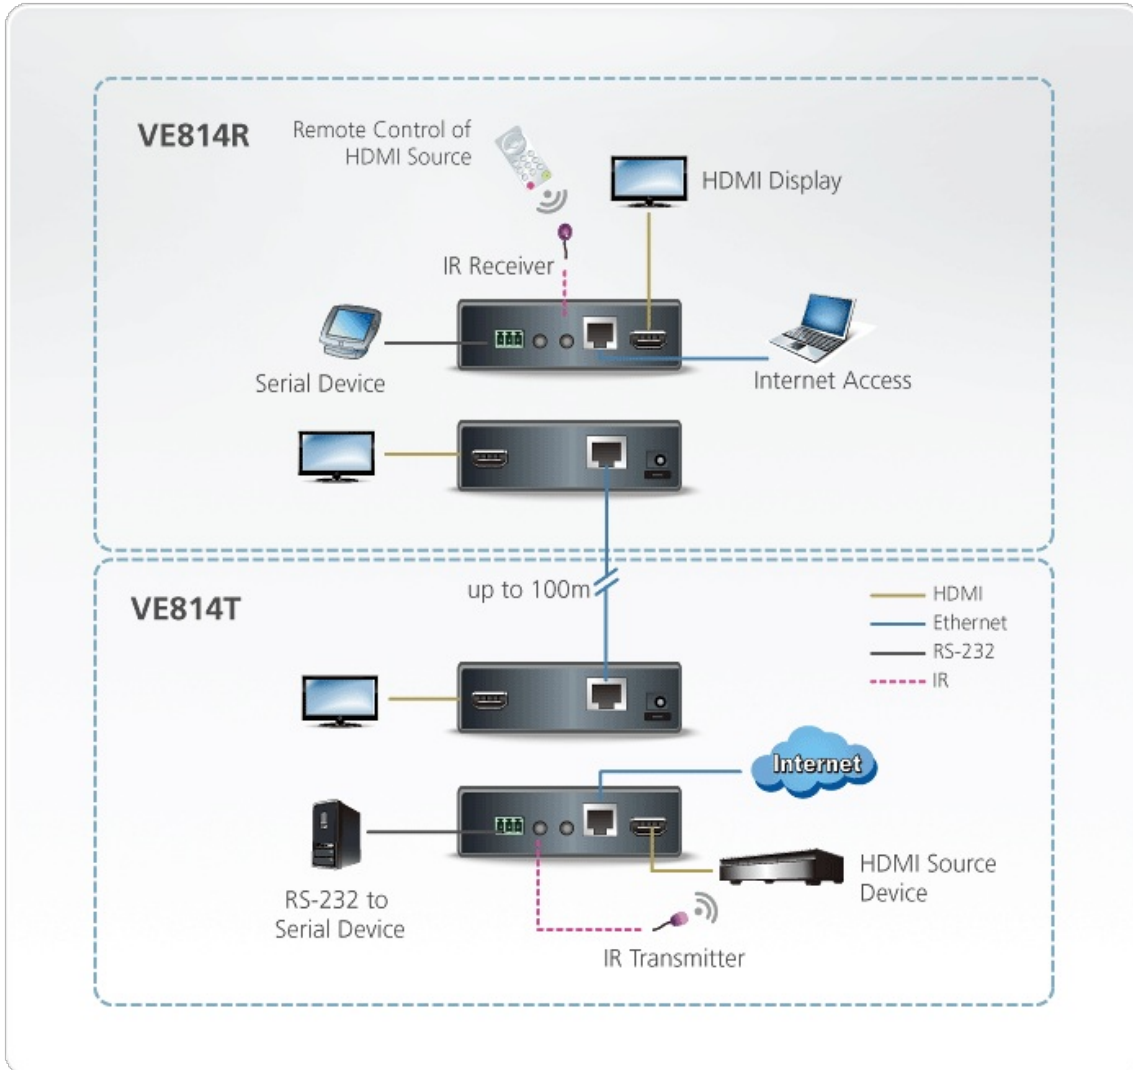 VE814R
Remote Control of
HDMI Source
HDMI Display
IR Receiver
Serial Device
Internet Access
up to 100m
VE814T
HDMI
Ethernet
RS-232
IR
Internet
RS-232 to
Serial Device
HDMI Source
Device
IR Transmitter